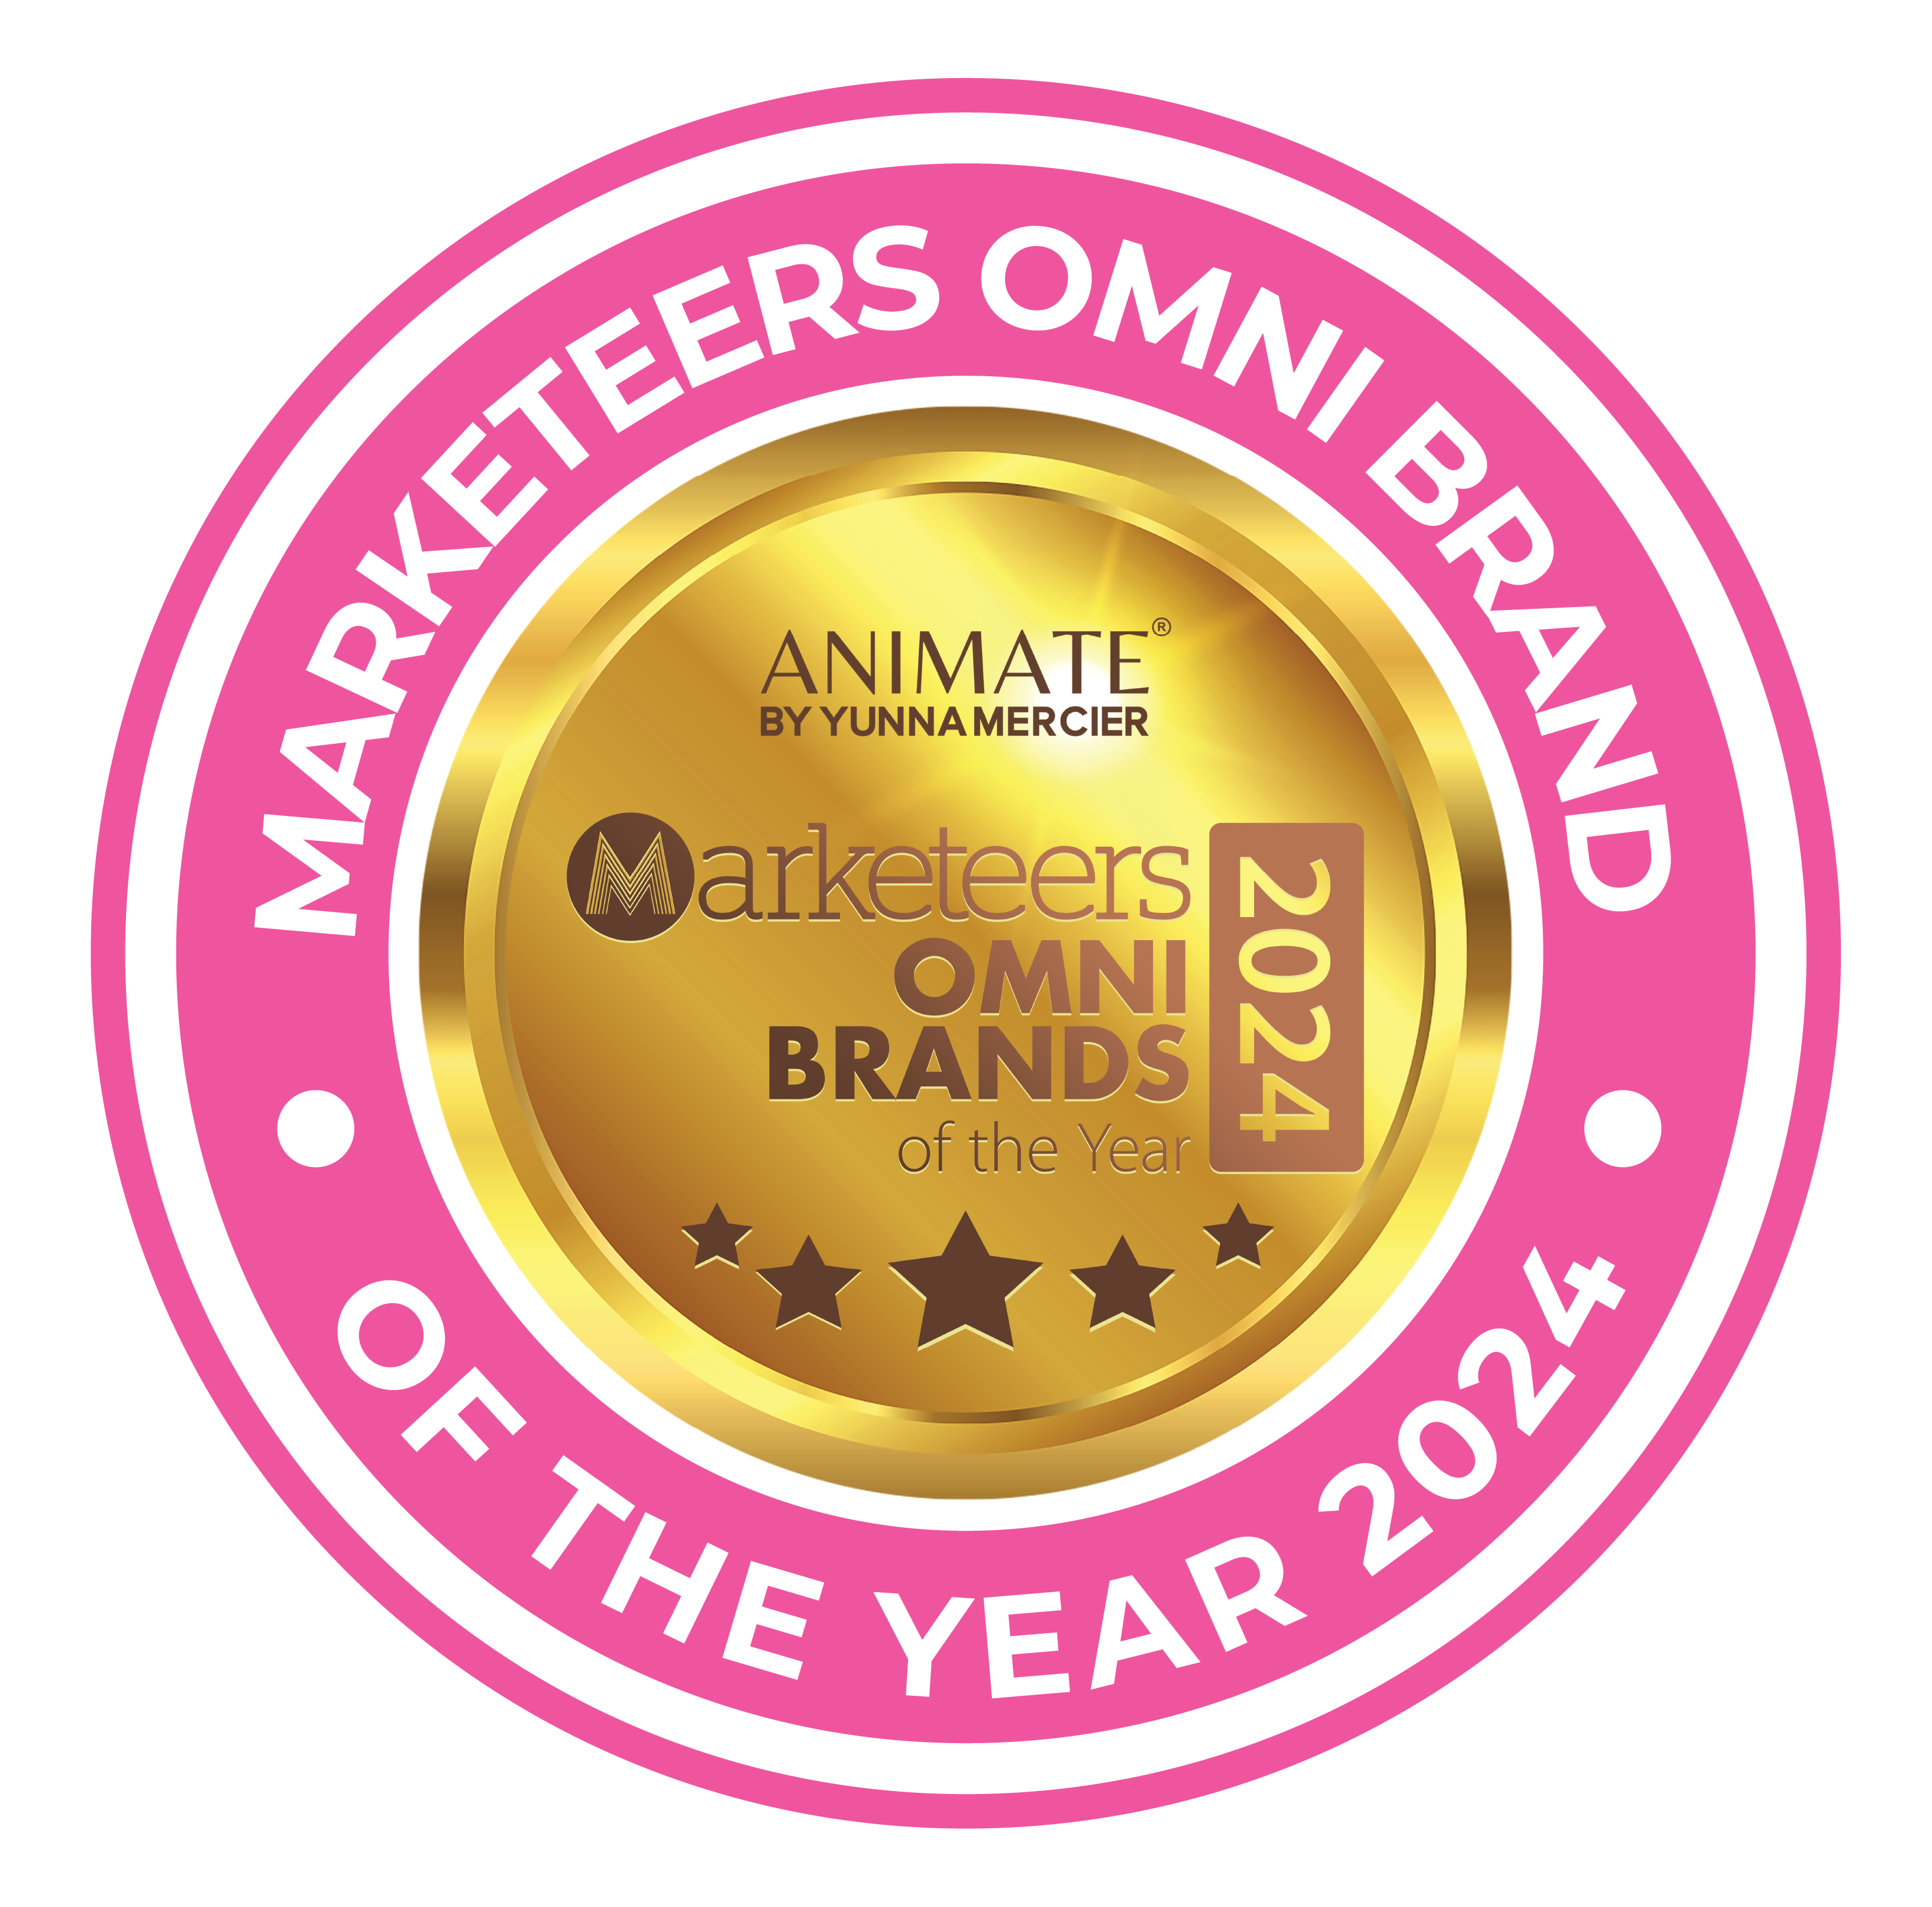 MARKETEERS OMNI BRAND
ANIMATE®
BY YUNNA MERCIER
Marketeers
OMNI
BRANDS
of the Year
2024
OF THE YEAR 2024